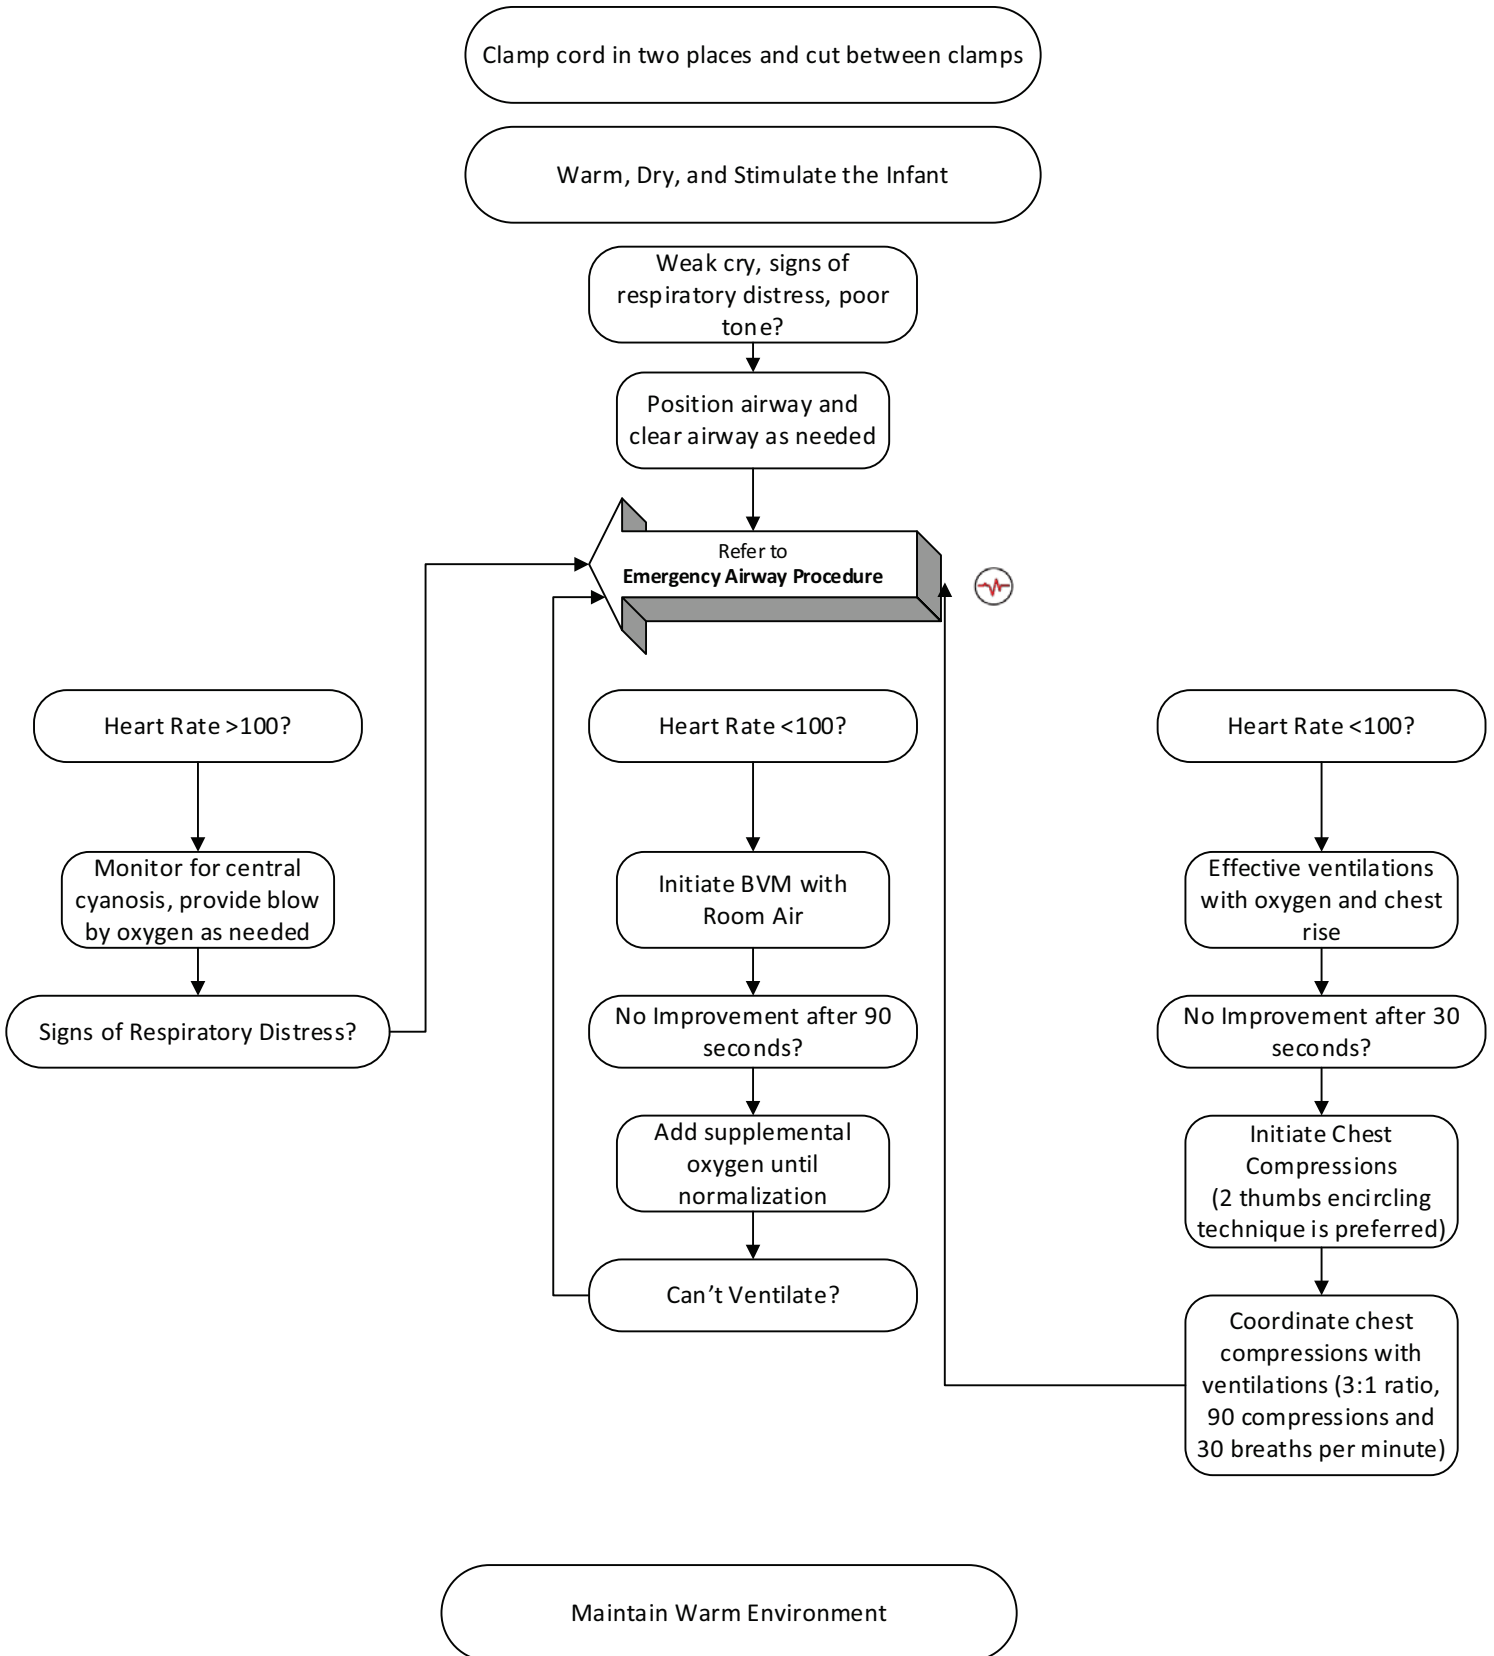 Clamp cord in two places and cut between clamps
Warm, Dry, and Stimulate the Infant
Weak cry, signs of
respiratory distress, poor
tone?
Position airway and
clear airway as needed
Refer to
Emergency Airway Procedure
Heart Rate >100?
Monitor for central
cyanosis, provide blow
by oxygen as needed
Signs of Respiratory Distress?
Heart Rate <100?
Initiate BVM with
Room Air
No Improvement after 90
seconds?
Add supplemental
oxygen until
normalization
Can’t Ventilate?
Heart Rate <100?
Effective ventilations
with oxygen and chest
rise
No Improvement after 30
seconds?
Initiate Chest
Compressions
(2 thumbs encircling
technique is preferred)
Coordinate chest
compressions with
ventilations (3:1 ratio,
90 compressions and
30 breaths per minute)
Maintain Warm Environment